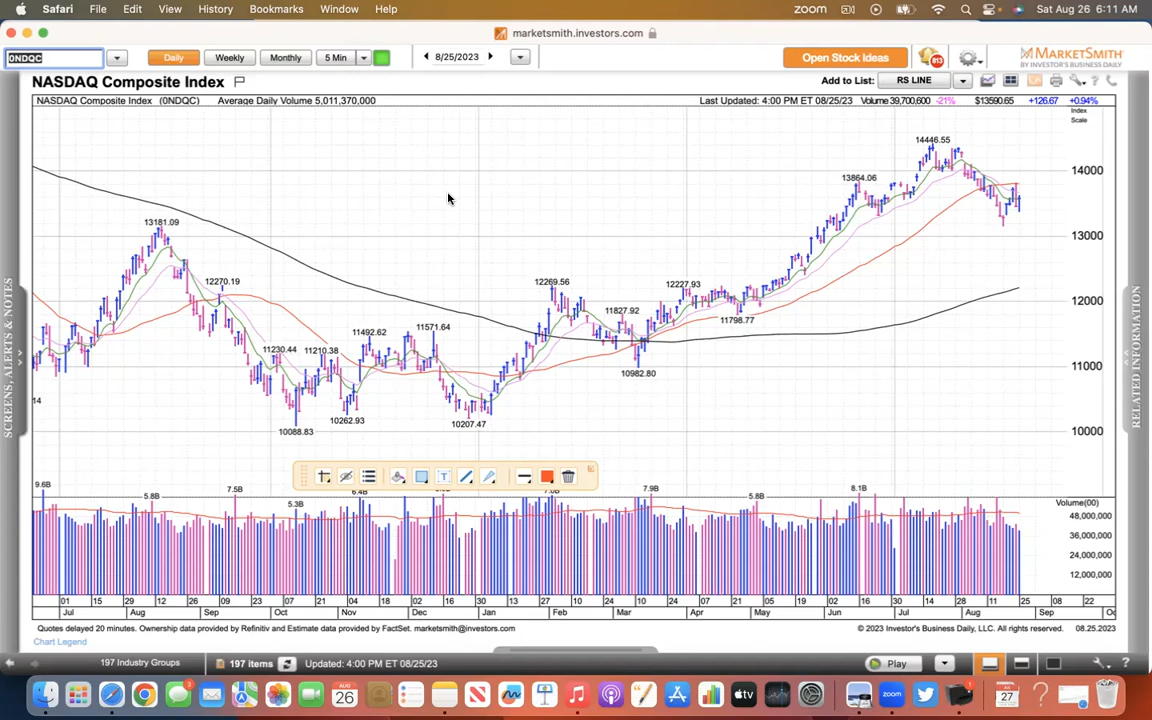 Safari File Edit View History Bookmarks Window Help zoom Sat Aug 26 6:11 AM
marketsmith.investors.com
0NDQC Daily Weekly Monthly 5 Min 8/25/2023 Open Stock Ideas 813 MARKETSMITH
BY INVESTOR'S BUSINESS DAILY
NASDAQ Composite Index Add to List: RS LINE
NASDAQ Composite Index (0NDQC) Average Daily Volume 5,011,370,000 Last Updated: 4:00 PM ET 08/25/23 Volume 39,700,600 -21% $13590.65 +126.67 +0.94%
Index
Scale
14446.55
14000
13864.06
13181.09
13000
12270.19 12269.56 12227.93
12000
11827.92
11798.77
11492.62 11571.64
11230.44 11210.38
11000
10982.80
14
10262.93 10207.47
10088.83
10000
SCREENS, ALERTS & NOTES
RELATED INFORMATION
T
9.6B 5.8B 7.5B 5.3B 6.4B 7.0B 7.9B 5.8B 8.1B
Volume(00)
48,000,000
36,000,000
24,000,000
12,000,000
01 15 29 12 26 09 23 07 21 04 18 02 16 30 13 27 10 24 10 24 07 21 05 19 02 16 30 14 28 11 25 08 22
Jul Aug Sep Oct Nov Dec Jan Feb Mar Apr May Jun Jul Aug Sep
Quotes delayed 20 minutes. Ownership data provided by Refinitiv and Estimate data provided by FactSet. marketsmith@investors.com © 2023 Investor's Business Daily, LLC. All rights reserved. 08.25.2023
Chart Legend
197 Industry Groups 197 items Updated: 04:00 PM ET 08/25/23 Play
AUG
26
tv zoom 27